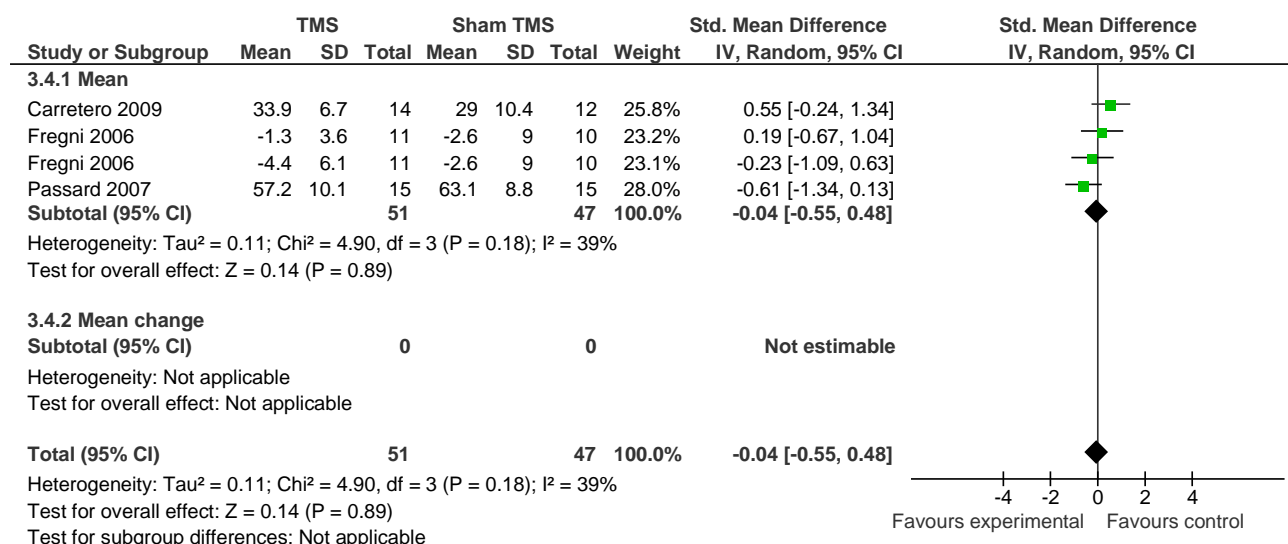 TMS Sham TMS Std. Mean Difference Std. Mean Difference
Study or Subgroup Mean SD Total Mean SD Total Weight IV, Random, 95% CI IV, Random, 95% CI
3.4.1 Mean
Carretero 2009 33.9 6.7 14 29 10.4 12 25.8% 0.55 [-0.24, 1.34]
Fregni 2006 -1.3 3.6 11 -2.6 9 10 23.2% 0.19 [-0.67, 1.04]
Fregni 2006 -4.4 6.1 11 -2.6 9 10 23.1% -0.23 [-1.09, 0.63]
Passard 2007 57.2 10.1 15 63.1 8.8 15 28.0% -0.61 [-1.34, 0.13]
Subtotal (95% CI) 51 47 100.0% -0.04 [-0.55, 0.48]
Heterogeneity: Tau² = 0.11; Chi² = 4.90, df = 3 (P = 0.18); I² = 39%
Test for overall effect: Z = 0.14 (P = 0.89)
3.4.2 Mean change
Subtotal (95% CI) 0 0 Not estimable
Heterogeneity: Not applicable
Test for overall effect: Not applicable
Total (95% CI) 51 47 100.0% -0.04 [-0.55, 0.48]
Heterogeneity: Tau² = 0.11; Chi² = 4.90, df = 3 (P = 0.18); I² = 39%
Test for overall effect: Z = 0.14 (P = 0.89)
Test for subgroup differences: Not applicable
-4 -2 0 2 4
Favours experimental Favours control